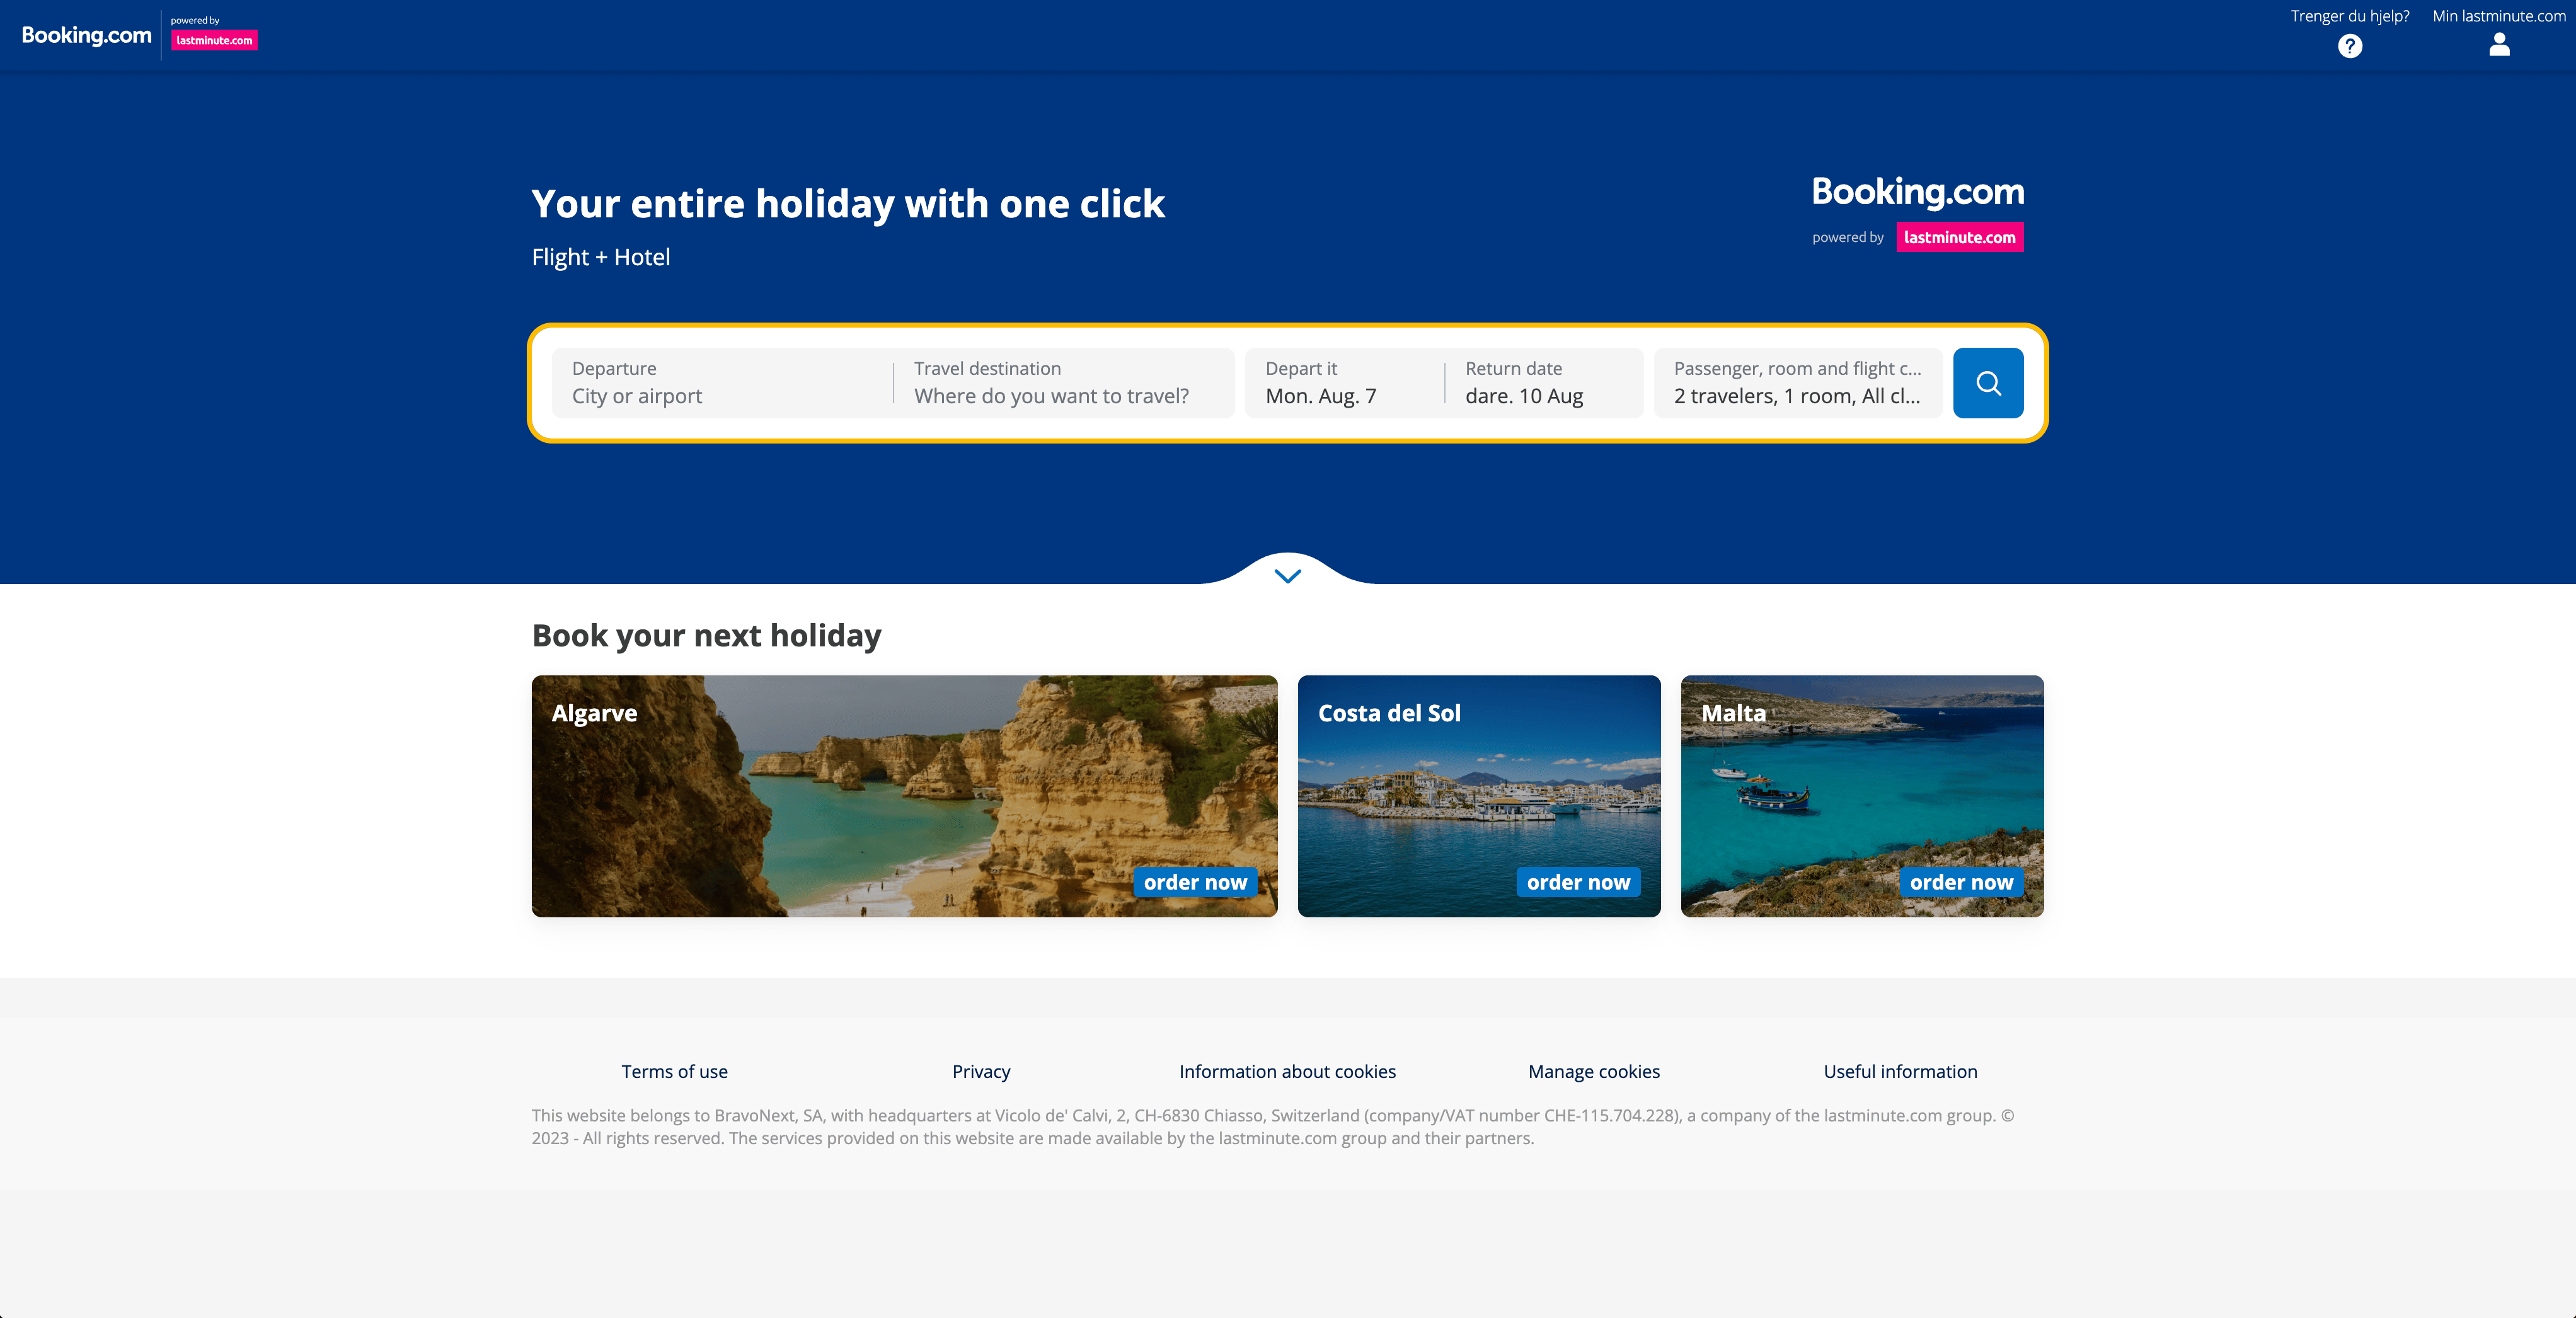 Booking.com
powered by
lastminute.com
Trenger du hjelp?
Min lastminute.com
?
Your entire holiday with one click
Flight + Hotel
Booking.com
powered by
lastminute.com
Departure
City or airport
Travel destination
Where do you want to travel?
Depart it
Mon. Aug. 7
Return date
dare. 10 Aug
Passenger, room and flight c...
2 travelers, 1 room, All cl...
Book your next holiday
Algarve
order now
Costa del Sol
order now
Malta
order now
Terms of use
Privacy
Information about cookies
Manage cookies
Useful information
This website belongs to BravoNext, SA, with headquarters at Vicolo de' Calvi, 2, CH-6830 Chiasso, Switzerland (company/VAT number CHE-115.704.228), a company of the lastminute.com group. ©
2023 - All rights reserved. The services provided on this website are made available by the lastminute.com group and their partners.